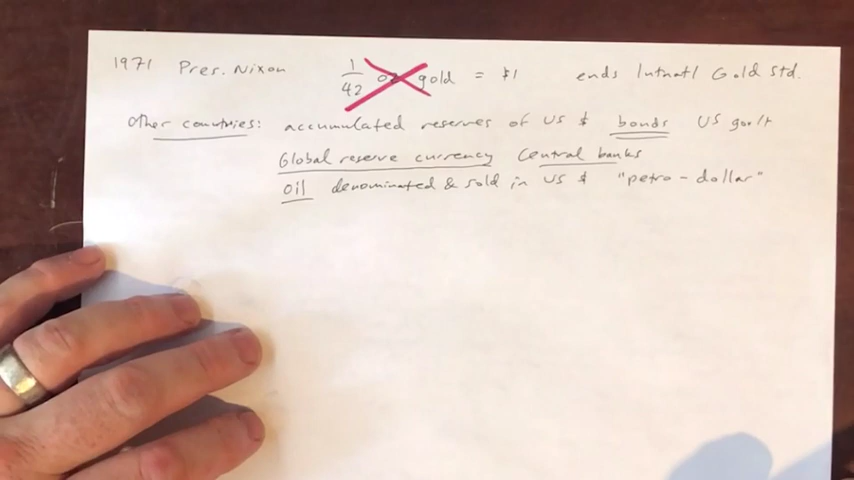 1971 Pres. Nixon 1/42 oz gold = $1 ends Intnat'l Gold Std.
Other countries: accumulated reserves of US $ bonds US gov't
Global reserve currency Central banks
Oil denominated & sold in US $ "petro-dollar"